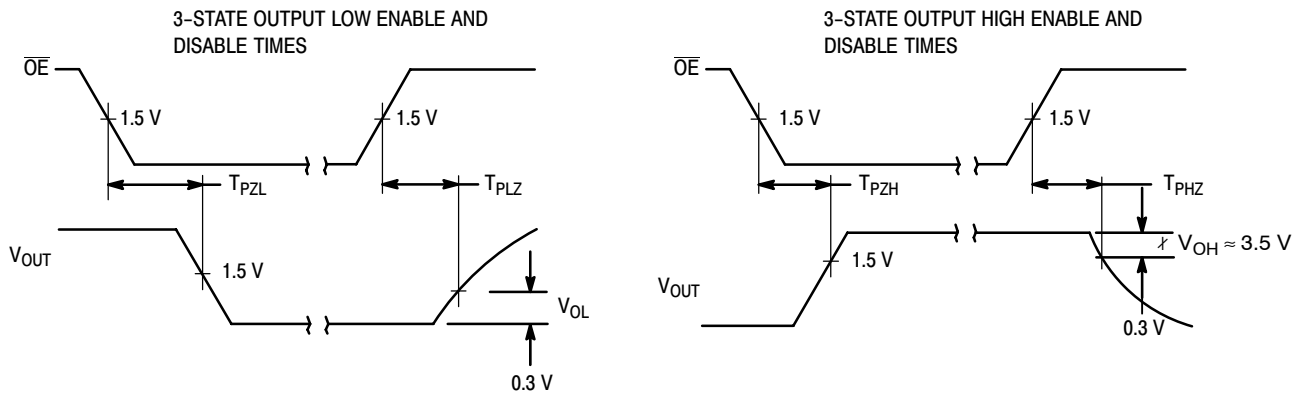 3-STATE OUTPUT LOW ENABLE AND
DISABLE TIMES
OE
1.5 V
1.5 V
TPZL
TPLZ
VOUT
1.5 V
VOL
0.3 V
3-STATE OUTPUT HIGH ENABLE AND
DISABLE TIMES
OE
1.5 V
1.5 V
TPZH
TPHZ
VOH ≈ 3.5 V
1.5 V
VOUT
0.3 V